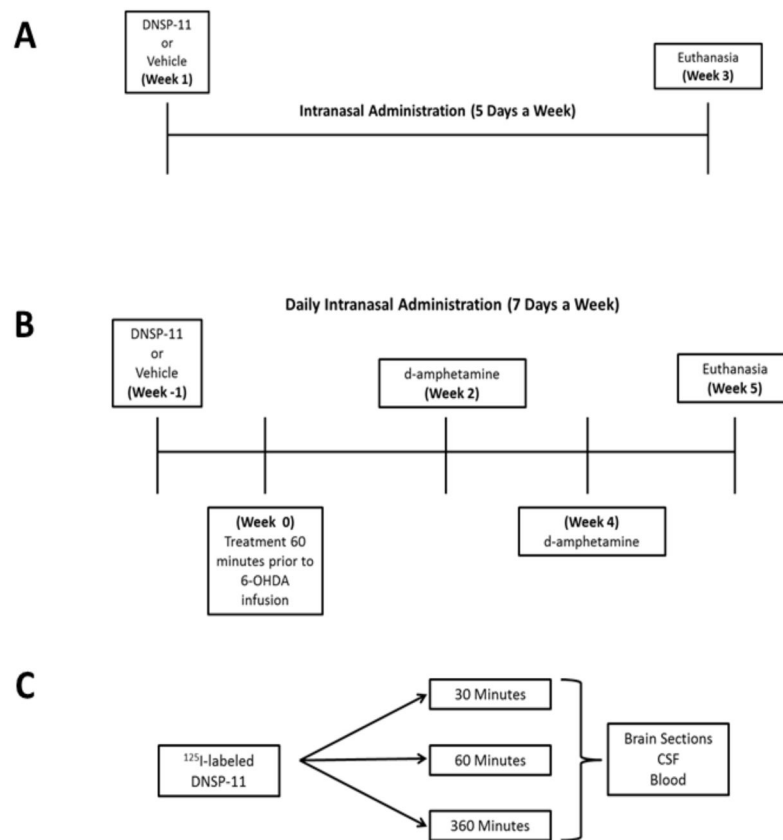 A
DNSP-11
or
Vehicle
(Week 1)
Euthanasia
(Week 3)
Intranasal Administration (5 Days a Week)
B
Daily Intranasal Administration (7 Days a Week)
DNSP-11
or
Vehicle
(Week -1)
d-amphetamine
(Week 2)
Euthanasia
(Week 5)
(Week 0)
Treatment 60
minutes prior to
6-OHDA
infusion
(Week 4)
d-amphetamine
C
30 Minutes
¹²⁵I-labeled
DNSP-11
60 Minutes
360 Minutes
Brain Sections
CSF
Blood